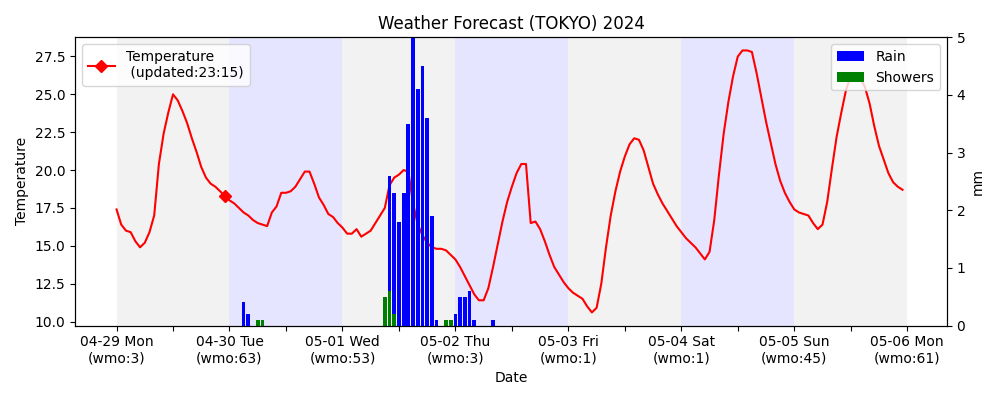 Weather Forecast (TOKYO) 2024
Temperature
(updated:23:15)
Rain
Showers
27.5
25.0
22.5
20.0
17.5
15.0
12.5
10.0
Temperature
5
4
3
2
1
0
mm
04-29 Mon
(wmo:3)
04-30 Tue
(wmo:63)
05-01 Wed
(wmo:53)
05-02 Thu
(wmo:3)
05-03 Fri
(wmo:1)
05-04 Sat
(wmo:1)
05-05 Sun
(wmo:45)
05-06 Mon
(wmo:61)
Date